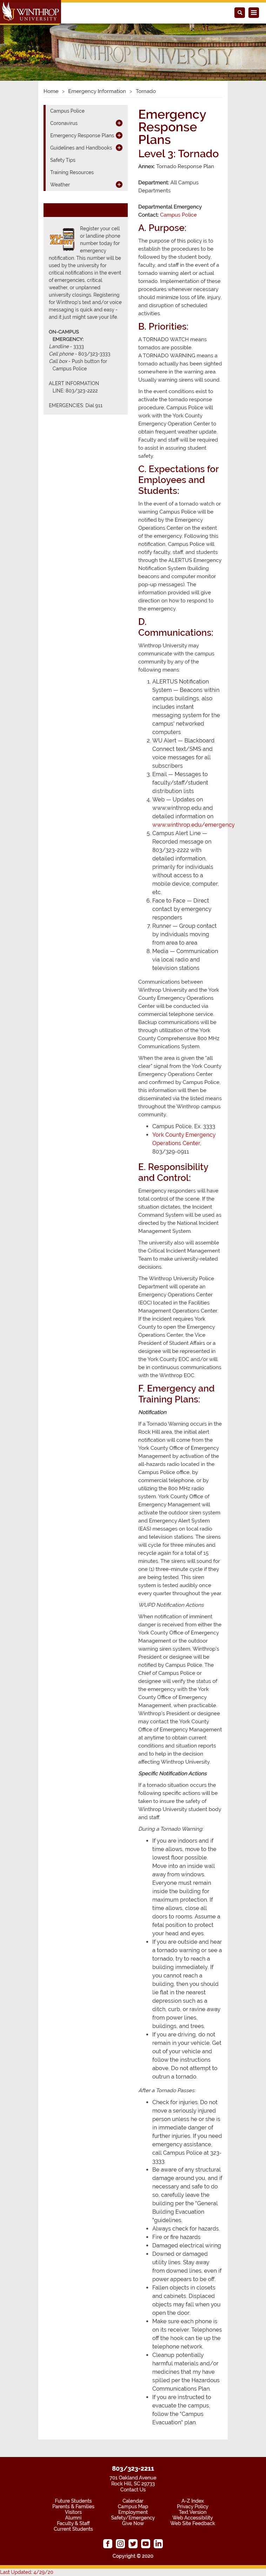 WINTHROP
UNIVERSITY
WINTHROP UNIVERSITY
Home » Emergency Information » Tornado
Campus Police
Coronavirus
Emergency Response Plans
Guidelines and Handbooks
Safety Tips
Training Resources
Weather
Register your cell
or landline phone
number today for
emergency
notification. This number will be
used by the university for
critical notifications in the event
of emergencies, critical
weather, or unplanned
university closings. Registering
for Winthrop's text and/or voice
messaging is quick and easy -
and it just might save your life.
ON-CAMPUS
EMERGENCY:
Landline - 3333
Cell phone - 803/323-3333
Call box - Push button for
Campus Police
ALERT INFORMATION
LINE: 803/323-2222
EMERGENCIES: Dial 911
Emergency
Response
Plans
Level 3: Tornado
Annex: Tornado Response Plan
Department: All Campus
Departments
Departmental Emergency
Contact: Campus Police
A. Purpose:
The purpose of this policy is to
establish the procedures to be
followed by the student body,
faculty, and staff in the event of a
tornado warning alert or actual
tornado. Implementation of these
procedures whenever necessary
should minimize loss of life, injury,
and disruption of scheduled
activities.
B. Priorities:
A TORNADO WATCH means
tornados are possible.
A TORNADO WARNING means a
tornado actually has been sighted
somewhere in the warning area.
Usually warning sirens will sound.
In the event conditions exist to
activate the tornado response
procedure, Campus Police will
work with the York County
Emergency Operation Center to
obtain current weather update.
Faculty and staff will be required to
assist in assuring student
safety.
C. Expectations for
Employees and
Students:
In the event of a tornado watch or
warning Campus Police will be
notified by the Emergency
Operations Center on the extent
of the emergency. Following this
notification, Campus Police will
notify faculty, staff, and students
through the ALERTUS Emergency
Notification System (building
beacons and computer monitor
pop-up messages). The
information provided will give
direction on how to respond to
the emergency.
D.
Communications:
Winthrop University may
communicate with the campus
community by any of the
following means:
1. ALERTUS Notification
System — Beacons within
campus buildings, also
includes instant
messaging system for the
campus' networked
computers
2. WU Alert — Blackboard
Connect text/SMS and
voice messages for all
subscribers
3. Email — Messages to
faculty/staff/student
distribution lists
4. Web — Updates on
www.winthrop.edu and
detailed information on
www.winthrop.edu/emergency
5. Campus Alert Line —
Recorded message on
803/323-2222 with
detailed information,
primarily for individuals
without access to a
mobile device, computer,
etc.
6. Face to Face — Direct
contact by emergency
responders
7. Runner — Group contact
by individuals moving
from area to area
8. Media — Communication
via local radio and
television stations
Communications between
Winthrop University and the York
County Emergency Operations
Center will be conducted via
commercial telephone service.
Backup communications will be
through utilization of the York
County Comprehensive 800 MHz
Communications System.
When the area is given the "all
clear" signal from the York County
Emergency Operations Center
and confirmed by Campus Police,
this information will then be
disseminated via the listed means
throughout the Winthrop campus
community.
• Campus Police, Ex. 3333
• York County Emergency
Operations Center,
803/329-0911
E. Responsibility
and Control:
Emergency responders will have
total control of the scene. If the
situation dictates, the Incident
Command System will be used as
directed by the National Incident
Management System.
The university also will assemble
the Critical Incident Management
Team to make university-related
decisions.
The Winthrop University Police
Department will operate an
Emergency Operations Center
(EOC) located in the Facilities
Management Operations Center.
If the incident requires York
County to open the Emergency
Operations Center, the Vice
President of Student Affairs or a
designee will be represented in
the York County EOC and/or will
be in continuous communications
with the Winthrop EOC.
F. Emergency and
Training Plans:
Notification
If a Tornado Warning occurs in the
Rock Hill area, the initial alert
notification will come from the
York County Office of Emergency
Management by activation of the
all-hazards radio located in the
Campus Police office, by
commercial telephone, or by
utilizing the 800 MHz radio
system. York County Office of
Emergency Management will
activate the outdoor siren system
and Emergency Alert System
(EAS) messages on local radio
and television stations. The sirens
will cycle for three minutes and
recycle again for a total of 15
minutes. The sirens will sound for
one (1) three-minute cycle if they
are being tested. This siren
system is tested audibly once
every quarter throughout the year.
WUPD Notification Actions
When notification of imminent
danger is received from either the
York County Office of Emergency
Management or the outdoor
warning siren system, Winthrop's
President or designee will be
notified by Campus Police. The
Chief of Campus Police or
designee will verify the status of
the emergency with the York
County Office of Emergency
Management, when practicable.
Winthrop's President or designee
may contact the York County
Office of Emergency Management
at anytime to obtain current
conditions and situation reports
and to help in the decision
affecting Winthrop University.
Specific Notification Actions
If a tornado situation occurs the
following specific actions will be
taken to insure the safety of
Winthrop University student body
and staff.
During a Tornado Warning:
• If you are indoors and if
time allows, move to the
lowest floor possible.
Move into an inside wall
away from windows.
Everyone must remain
inside the building for
maximum protection. If
time allows, close all
doors to rooms. Assume a
fetal position to protect
your head and eyes.
• If you are outside and hear
a tornado warning or see a
tornado, try to reach a
building immediately. If
you cannot reach a
building, then you should
lie flat in the nearest
depression such as a
ditch, curb, or ravine away
from power lines,
buildings, and trees.
• If you are driving, do not
remain in your vehicle. Get
out of your vehicle and
follow the instructions
above. Do not attempt to
outrun a tornado.
After a Tornado Passes:
• Check for injuries. Do not
move a seriously injured
person unless he or she is
in immediate danger of
further injuries. If you need
emergency assistance,
call Campus Police at 323-
3333.
• Be aware of any structural
damage around you, and if
necessary and safe to do
so, carefully leave the
building per the "General
Building Emergency
"guidelines.
• Always check for hazards.
• Fire or fire hazards
• Damaged electrical wiring
• Downed or damaged
utility lines. Stay away
from downed lines, even if
power appears to be off.
• Fallen objects in closets
and cabinets. Displaced
objects may fall when you
open the door.
• Make sure each phone is
on its receiver. Telephones
off the hook can be up the
telephone network.
• Cleanup potentially
harmful materials and/or
medicines that my have
spilled per the Hazardous
Communications Plan.
• If you are instructed to
evacuate the campus,
follow the "Campus
Evacuation" plan.
803/323-2211
701 Oakland Avenue
Rock Hill, SC 29733
Contact Us
Future Students
Parents & Families
Visitors
Alumni
Faculty & Staff
Current Students
Calendar
Campus Map
Employment
Safety/Emergency
Give Now
A-Z Index
Privacy Policy
Text Version
Web Accessibility
Web Site Feedback
Copyright © 2020
Last Updated: 4/29/20